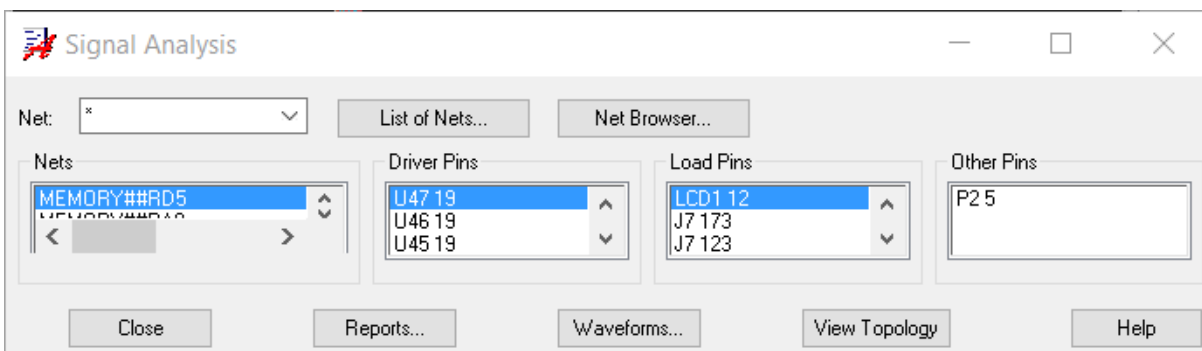 Signal Analysis
Net: * List of Nets... Net Browser...
Nets Driver Pins Load Pins Other Pins
MEMORY##RD5 U47 19 LCD1 12 P2 5
U46 19 J7 173
U45 19 J7 123
Close Reports... Waveforms... View Topology Help